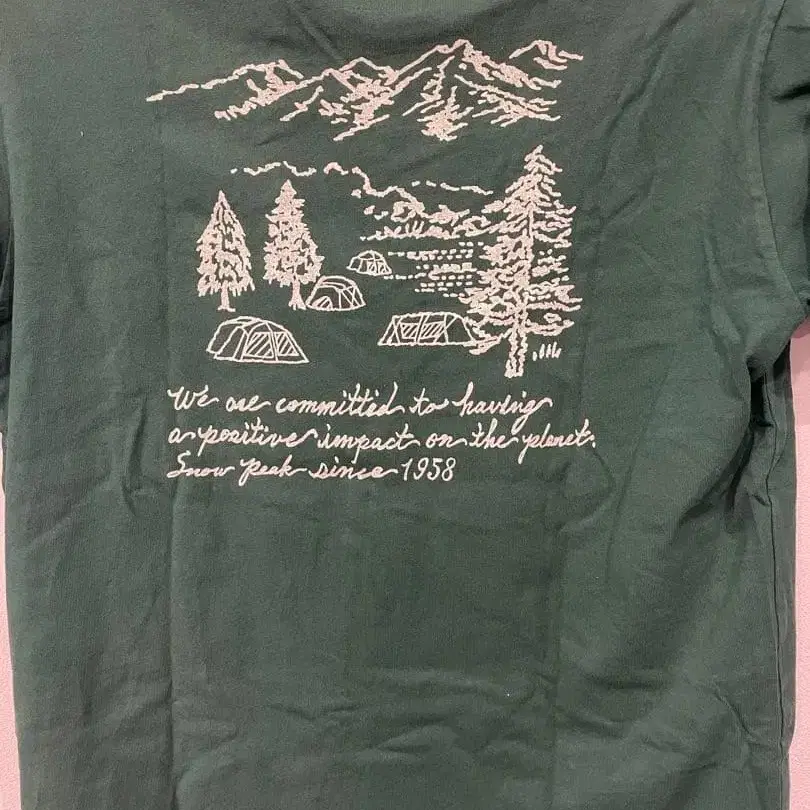 We are committed to having
a positive impact on the planet.
Snow Peak since 1958